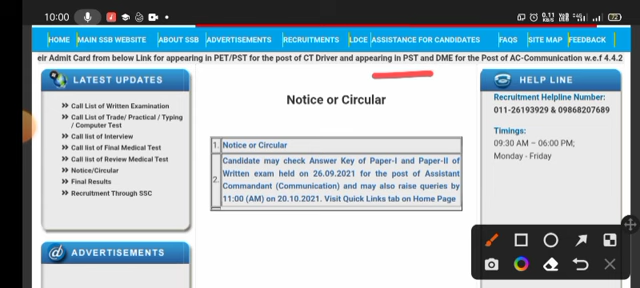 10:00
0.11 KB/S
72
HOME MAIN SSB WEBSITE ABOUT SSB ADVERTISEMENTS RECRUITMENTS LDCE ASSISTANCE FOR CANDIDATES FAQS SITE MAP FEEDBACK
eir Admit Card from below Link for appearing in PET/PST for the post of CT Driver and appearing in PST and DME for the Post of AC-Communication w.e.f 4.4.2
LATEST UPDATES
Call List of Written Examination
Call List of Trade/ Practical / Typing
/ Computer Test
Call list of Interview
Call list of Final Medical Test
Call list of Review Medical Test
Notice/Circular
Final Results
Recruitment Through SSC
ADVERTISEMENTS
Notice or Circular
1. Notice or Circular
2. Candidate may check Answer Key of Paper-I and Paper-II of
Written exam held on 26.09.2021 for the post of Assistant
Commandant (Communication) and may also raise queries by
11:00 (AM) on 20.10.2021. Visit Quick Links tab on Home Page
HELP LINE
Recruitment Helpline Number:
011-26193929 & 09868207689
Timings:
09:30 AM – 06:00 PM,
Monday - Friday